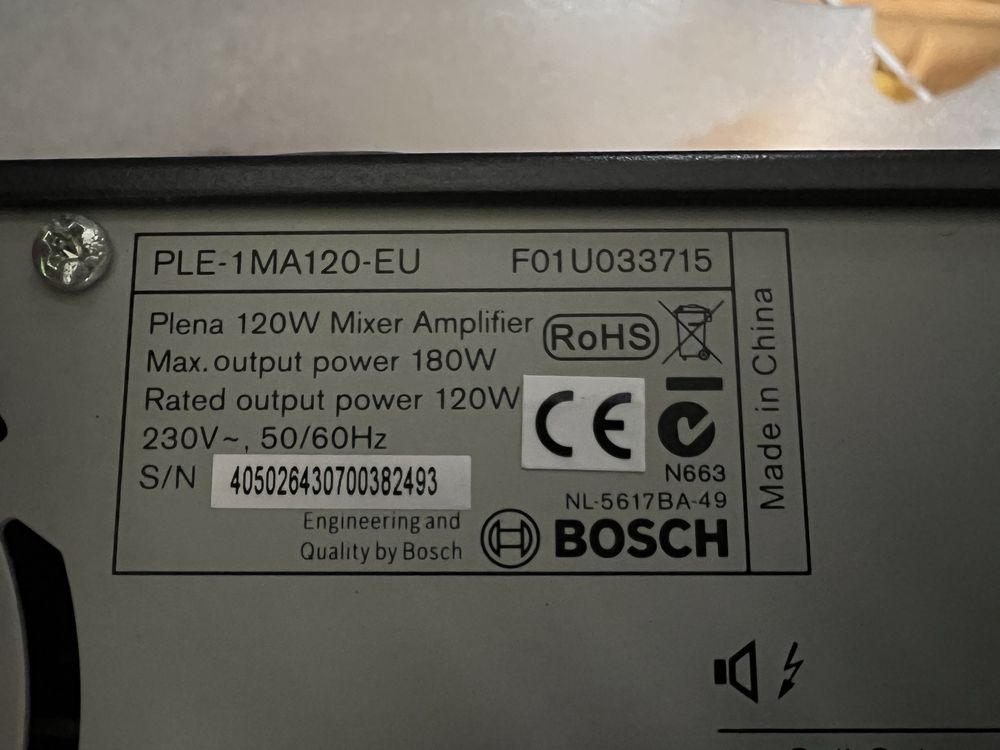 PLE-1MA120-EU F01U033715
Plena 120W Mixer Amplifier
Max. output power 180W
Rated output power 120W
230V~, 50/60Hz
S/N 405026430700382493
RoHS
CE
N663
NL-5617BA-49
Engineering and
Quality by Bosch
BOSCH
Made in China